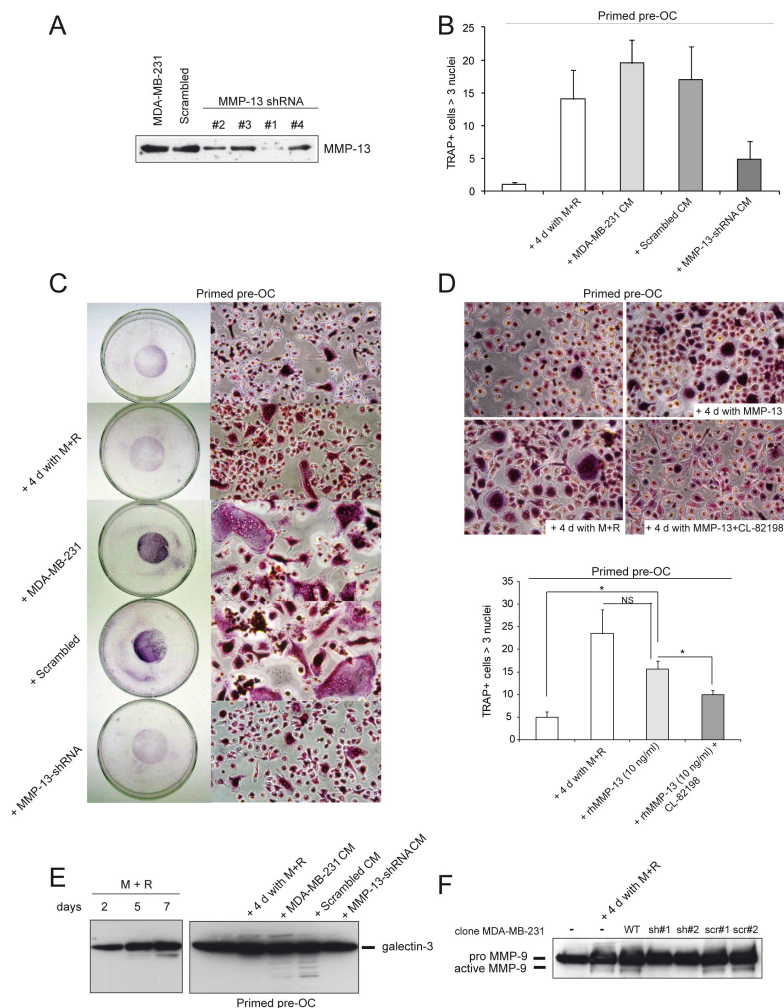 A
MDA-MB-231
Scrambled
MMP-13 shRNA
#2 #3 #1 #4
MMP-13
B
Primed pre-OC
TRAP+ cells > 3 nuclei
25
20
15
10
5
0
+ 4 d with M+R
+ MDA-MB-231 CM
+ Scrambled CM
+ MMP-13-shRNA CM
C
Primed pre-OC
+ 4 d with M+R
+ MDA-MB-231
+ Scrambled
+ MMP-13-shRNA
D
Primed pre-OC
+ 4 d with MMP-13
+ 4 d with M+R
+ 4 d with MMP-13+CL-82198
Primed pre-OC
TRAP+ cells > 3 nuclei
35
30
25
20
15
10
5
0
*
NS
*
+ 4 d with M+R
+ rhMMP-13 (10 ng/ml)
+ rhMMP-13 (10 ng/ml) +
CL-82198
E
M + R
days 2 5 7
+ 4 d with M+R
+ MDA-MB-231 CM
+ Scrambled CM
+ MMP-13-shRNA CM
galectin-3
Primed pre-OC
F
+ 4 d with M+R
clone MDA-MB-231 - - WT sh#1 sh#2 scr#1 scr#2
pro MMP-9
active MMP-9